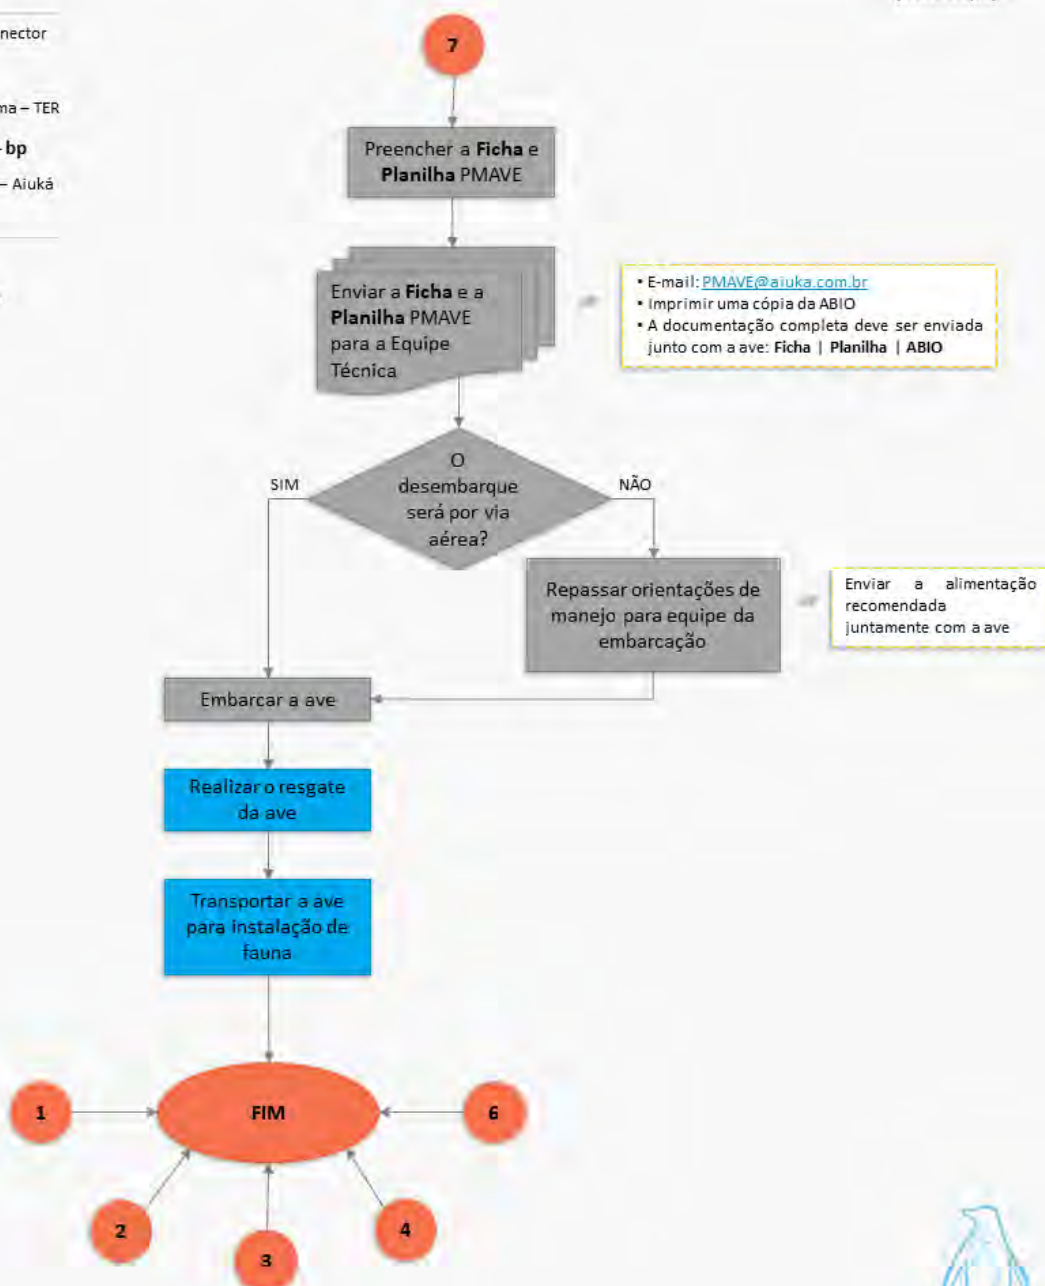 7
Preencher a Ficha e
Planilha PMAVE
Enviar a Ficha e a
Planilha PMAVE
para a Equipe
Técnica
▪ E-mail: PMAVE@aiuka.com.br
▪ Imprimir uma cópia da ABIO
▪ A documentação completa deve ser enviada
junto com a ave: Ficha | Planilha | ABIO
O
desembarque
será por via
aérea?
SIM
NÃO
Repassar orientações de
manejo para equipe da
embarcação
Enviar a alimentação
recomendada
juntamente com a ave
Embarcar a ave
Realizar o resgate
da ave
Transportar a ave
para instalação de
fauna
FIM
1
6
2
4
3
– TER
bp
– Aiuká